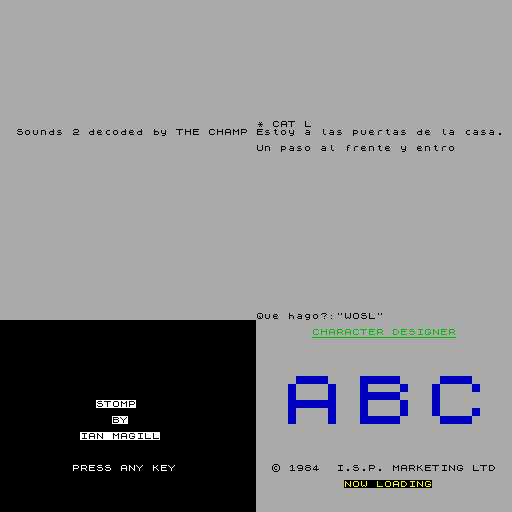 Sounds 2 decoded by THE CHAMP
* CAT L
Estoy a las puertas de la casa.
Un paso al frente y entro
Que hago?:"WOSL"
STOMP
BY
IAN MAGILL
PRESS ANY KEY
CHARACTER DESIGNER
ABC
© 1984 I.S.P. MARKETING LTD
NOW LOADING